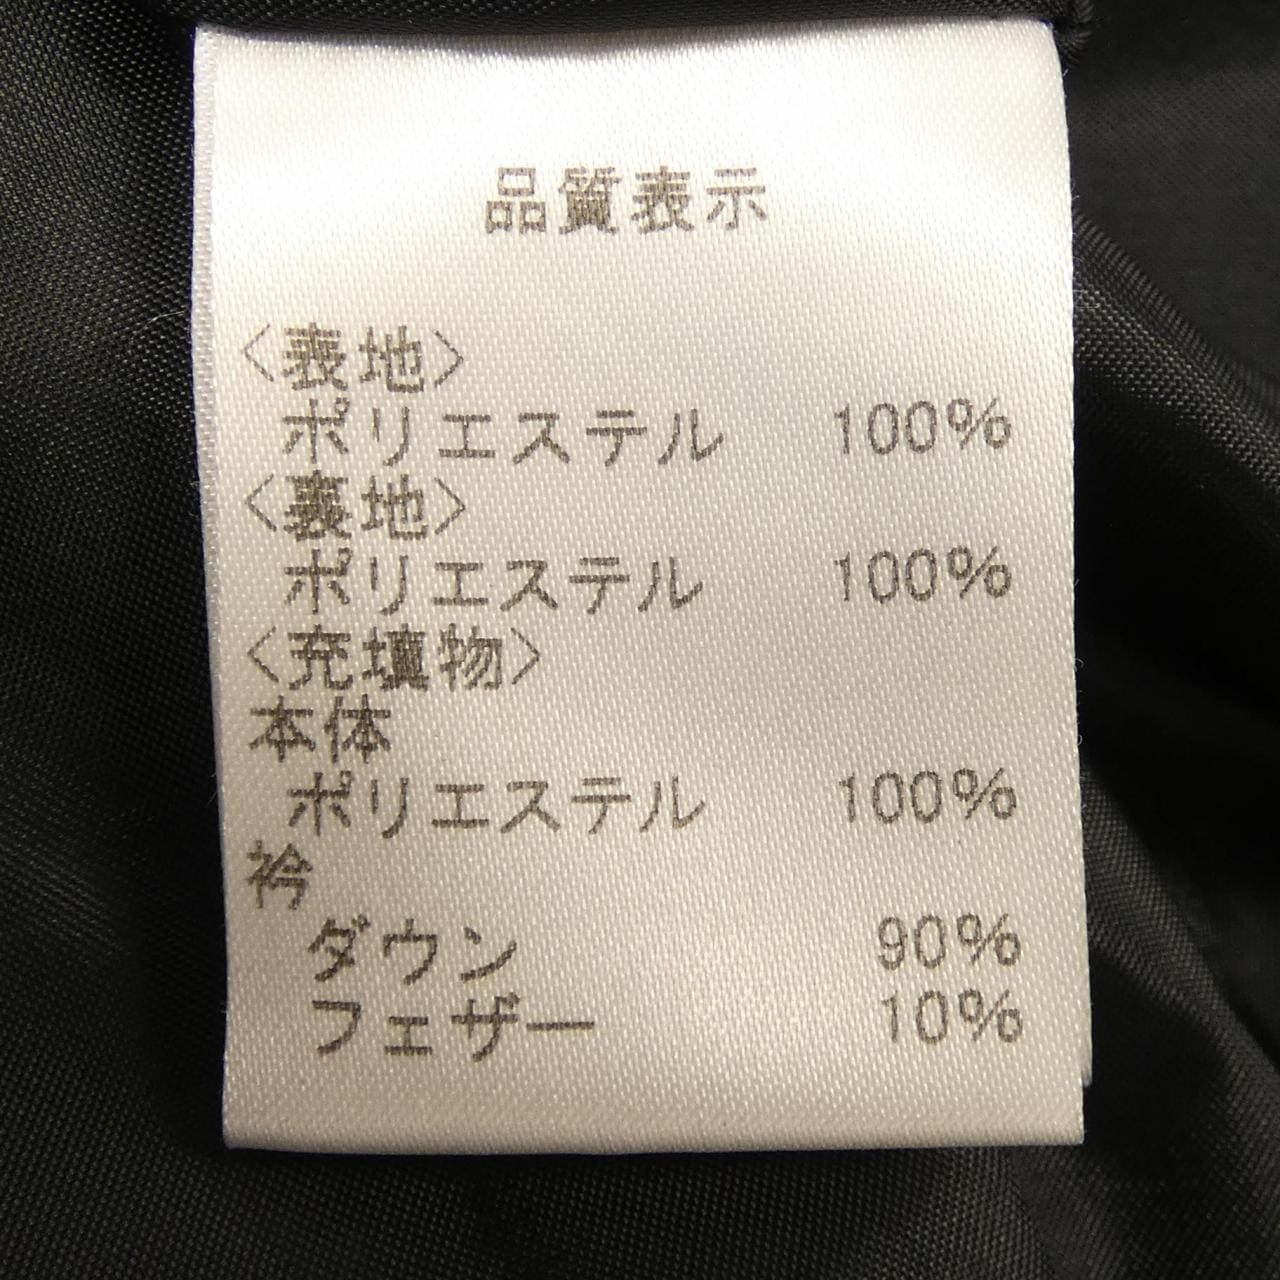 品質表示
〈表地〉
ポリエステル 100%
〈裏地〉
ポリエステル 100%
〈充填物〉
本体
ポリエステル 100%
衿
ダウン 90%
フェザー 10%